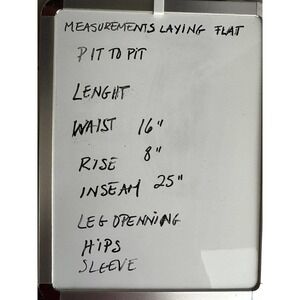 MEASUREMENTS LAYING FLAT
PIT TO PIT
LENGHT
WAIST 16"
RISE 8"
INSEAM 25"
LEG OPENNING
HIPS
SLEEVE